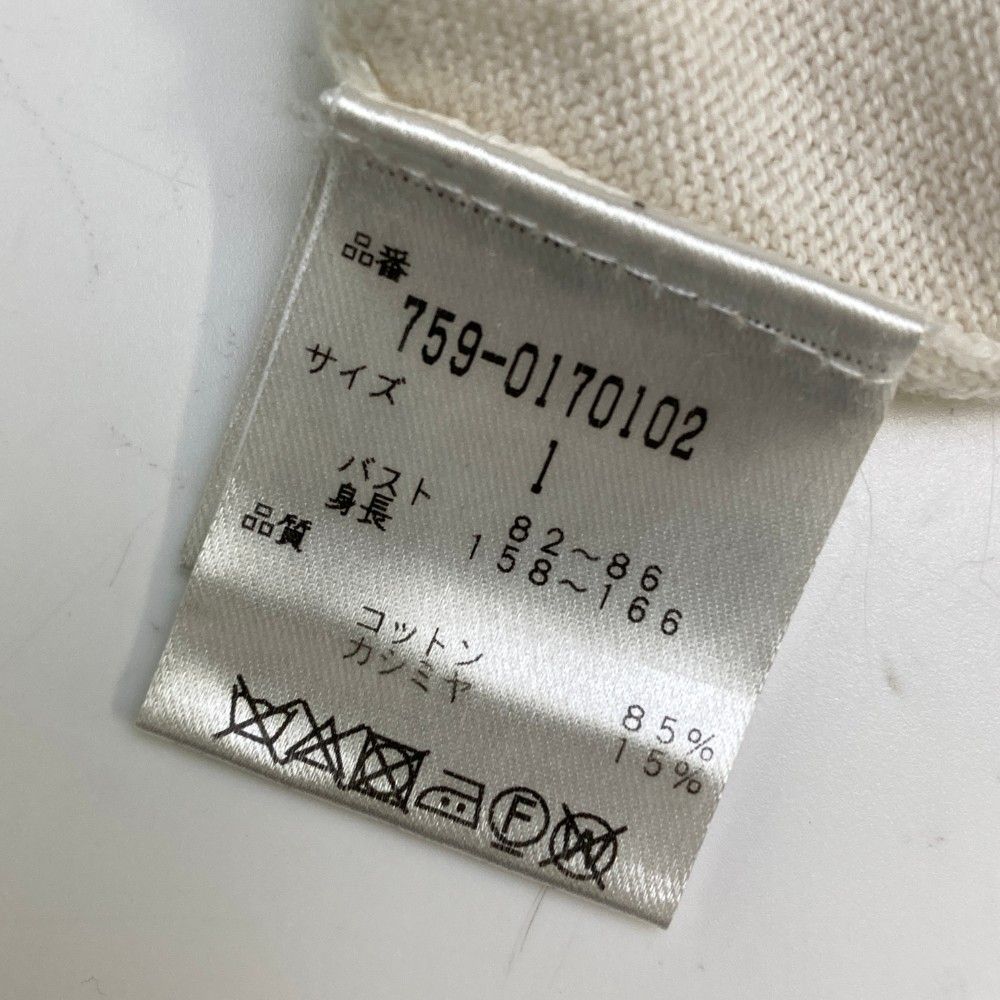 品番
759-0170102
サイズ
1
バスト 82～86
身長 158～166
品質
コットン 85%
カシミヤ 15%
F
W